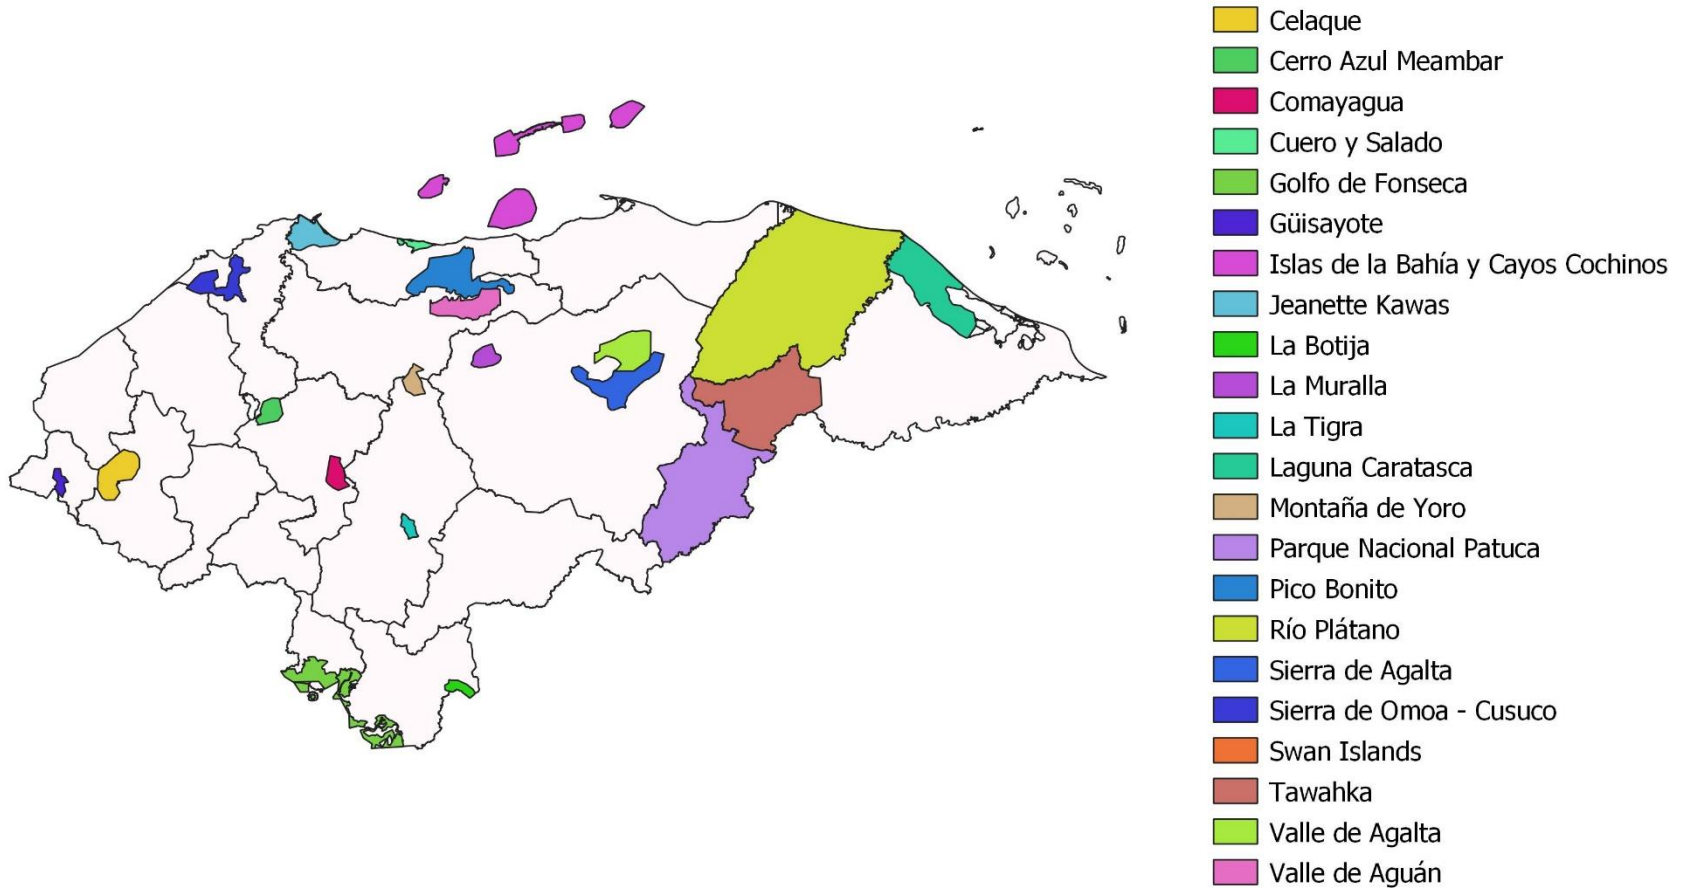 Celaque
Cerro Azul Meambar
Comayagua
Cuero y Salado
Golfo de Fonseca
Güisayote
Islas de la Bahía y Cayos Cochinos
Jeanette Kawas
La Botija
La Muralla
La Tigra
Laguna Caratasca
Montaña de Yoro
Parque Nacional Patuca
Pico Bonito
Río Plátano
Sierra de Agalta
Sierra de Omoa - Cusuco
Swan Islands
Tawahka
Valle de Agalta
Valle de Aguán